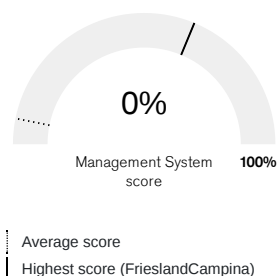 0%
Management System 100%
score
Average score
Highest score (FrieslandCampina)